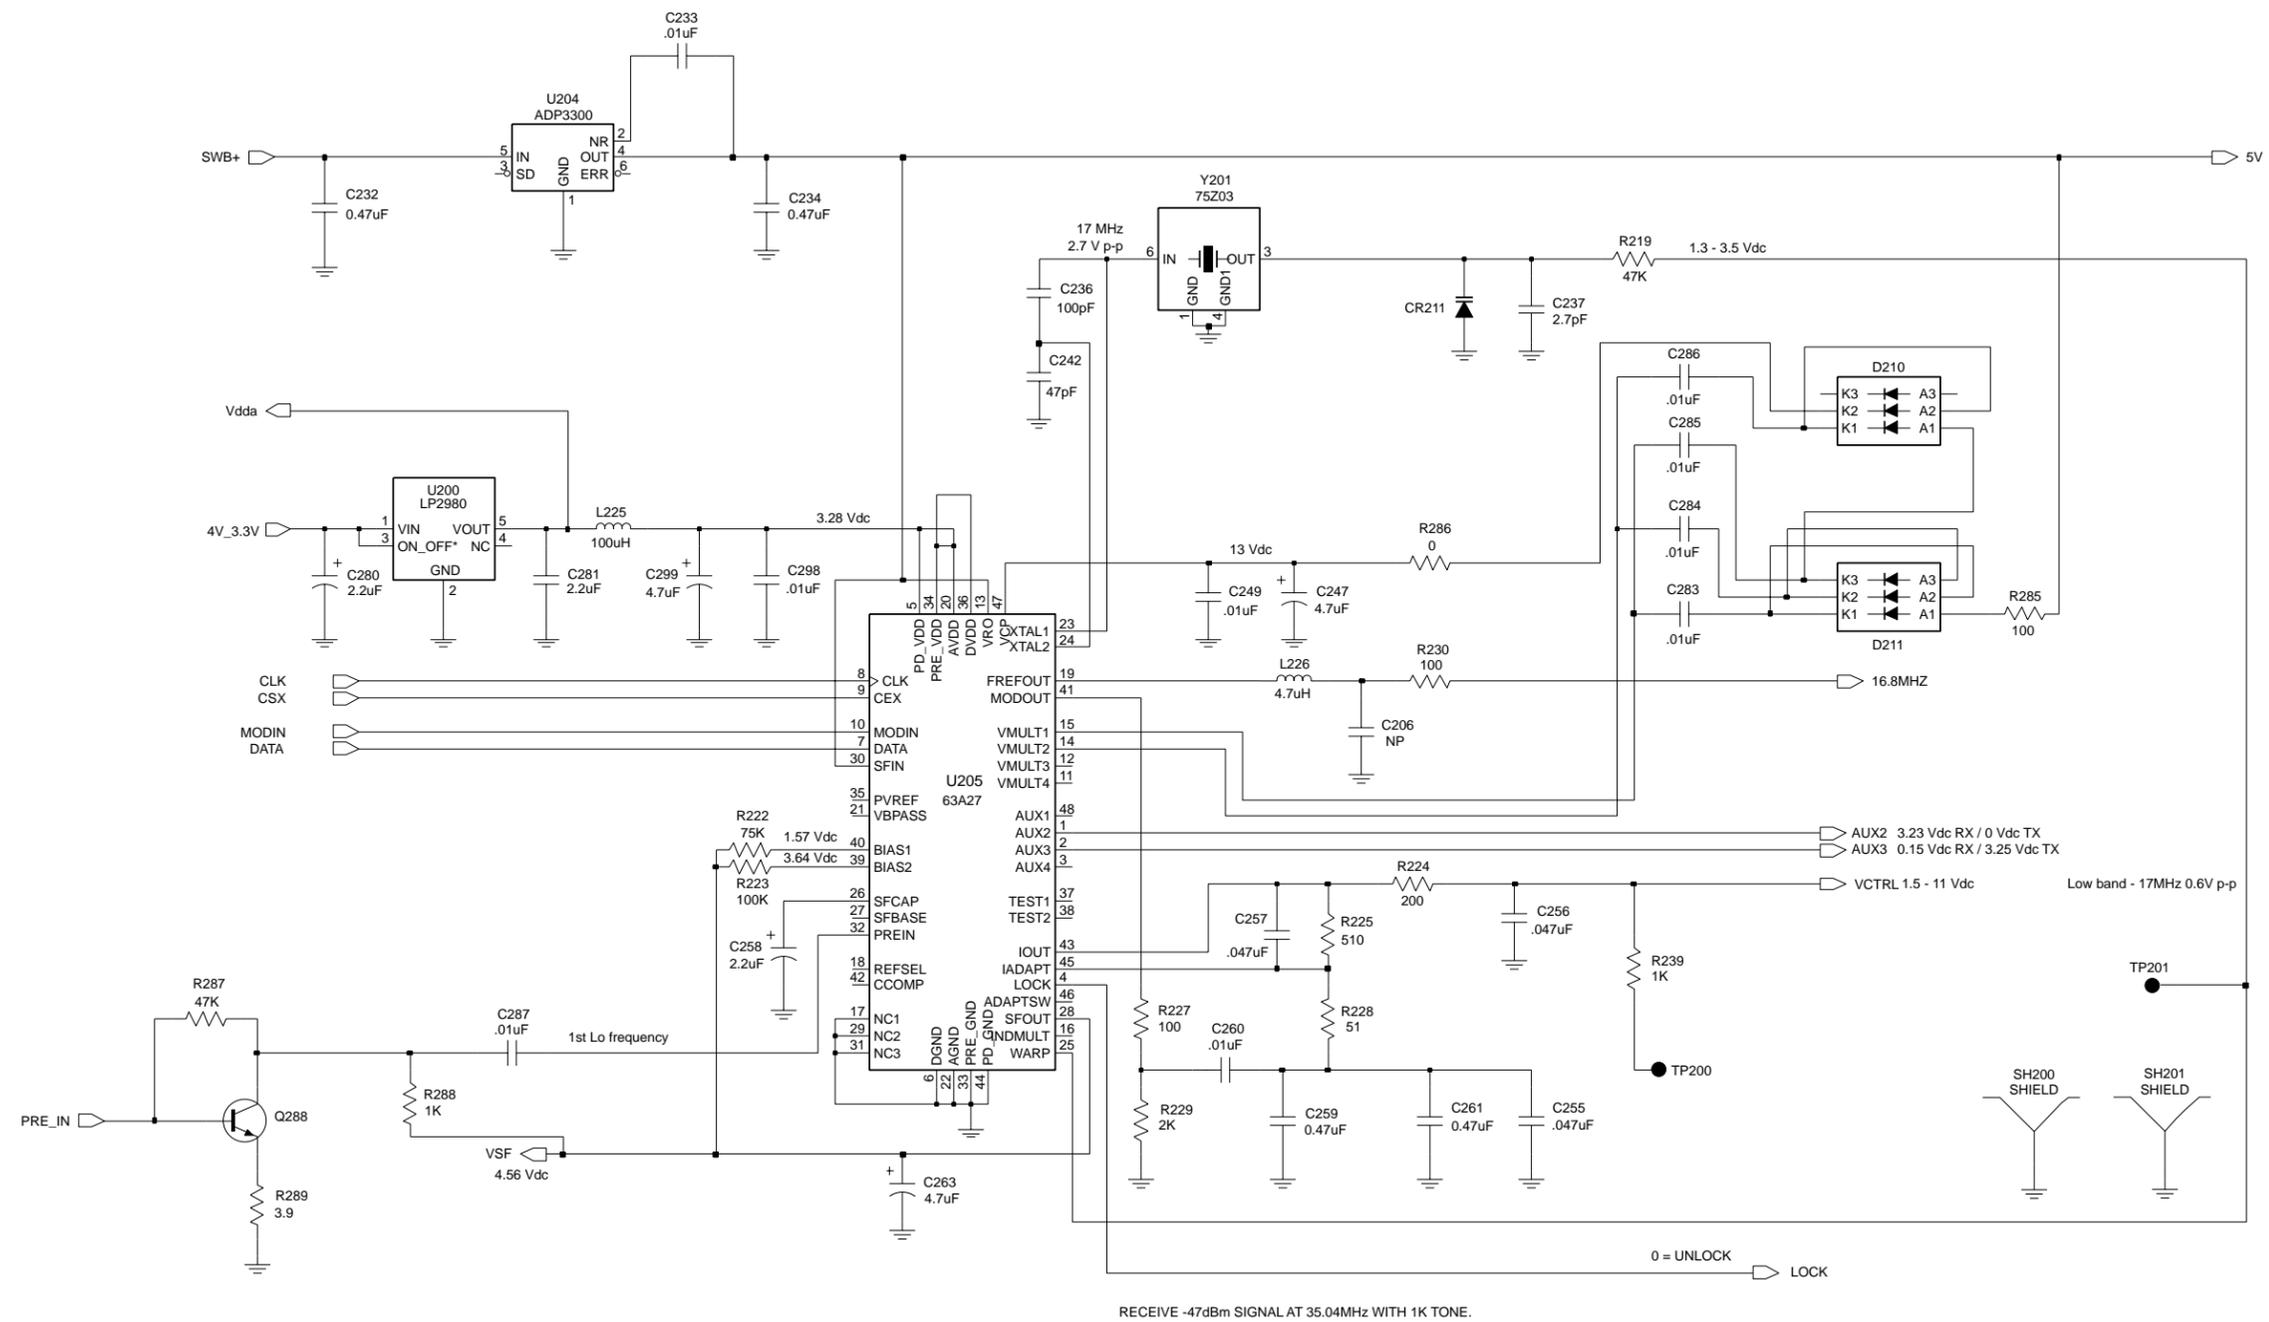 C233
.01uF
U204
ADP3300
NR
2
SWB+
5
IN
OUT
4
3
SD
ERR
6
GND
1
C232
0.47uF
C234
0.47uF
5V
Y201
75Z03
17 MHz
2.7 V p-p
6
IN
OUT
3
GND
GND1
1
4
R219
47K
1.3 - 3.5 Vdc
C236
100pF
CR211
C237
2.7pF
C242
47pF
C286
.01uF
D210
K3
A3
K2
A2
K1
A1
C285
.01uF
Vdda
U200
LP2980
4V_3.3V
1
VIN
VOUT
5
3
ON_OFF*
NC
4
GND
2
L225
100uH
3.28 Vdc
C280
+
2.2uF
C281
2.2uF
C299
+
4.7uF
C298
.01uF
C284
.01uF
R286
0
13 Vdc
C249
.01uF
C247
+
4.7uF
C283
.01uF
K3
A3
K2
A2
K1
A1
D211
R285
100
5
34
20
36
13
47
PD_VDD
PRE_VDD
AVDD
DVDD
VRO
VCP
XTAL1
23
XTAL2
24
CLK
8
CLK
FREFOUT
19
CSX
9
CEX
MODOUT
41
L226
4.7uH
R230
100
16.8MHZ
C206
NP
MODIN
10
MODIN
VMULT1
15
DATA
7
DATA
VMULT2
14
30
SFIN
VMULT3
12
VMULT4
11
U205
63A27
35
PVREF
21
VBPASS
AUX1
48
AUX2
1
AUX2 3.23 Vdc RX / 0 Vdc TX
AUX3
2
AUX3 0.15 Vdc RX / 3.25 Vdc TX
AUX4
3
R222
75K
1.57 Vdc
40
BIAS1
3.64 Vdc
39
BIAS2
R223
100K
26
SFCAP
27
SFBASE
32
PREIN
C258
+
2.2uF
TEST1
37
TEST2
38
R224
200
VCTRL 1.5 - 11 Vdc
Low band - 17MHz 0.6V p-p
C257
.047uF
R225
510
C256
.047uF
IOUT
43
IADAPT
45
LOCK
4
ADAPTSW
46
SFOUT
28
INDMULT
16
WARP
25
18
REFSEL
42
CCOMP
17
NC1
29
NC2
31
NC3
DGND
AGND
PRE_GND
PD_GND
6
22
33
44
R239
1K
TP201
TP200
R287
47K
C287
.01uF
1st Lo frequency
R288
1K
PRE_IN
Q288
R289
3.9
VSF
4.56 Vdc
C263
+
4.7uF
R227
100
C260
.01uF
R228
51
R229
2K
C259
0.47uF
C261
0.47uF
C255
.047uF
SH200
SHIELD
SH201
SHIELD
0 = UNLOCK
LOCK
RECEIVE -47dBm SIGNAL AT 35.04MHz WITH 1K TONE.